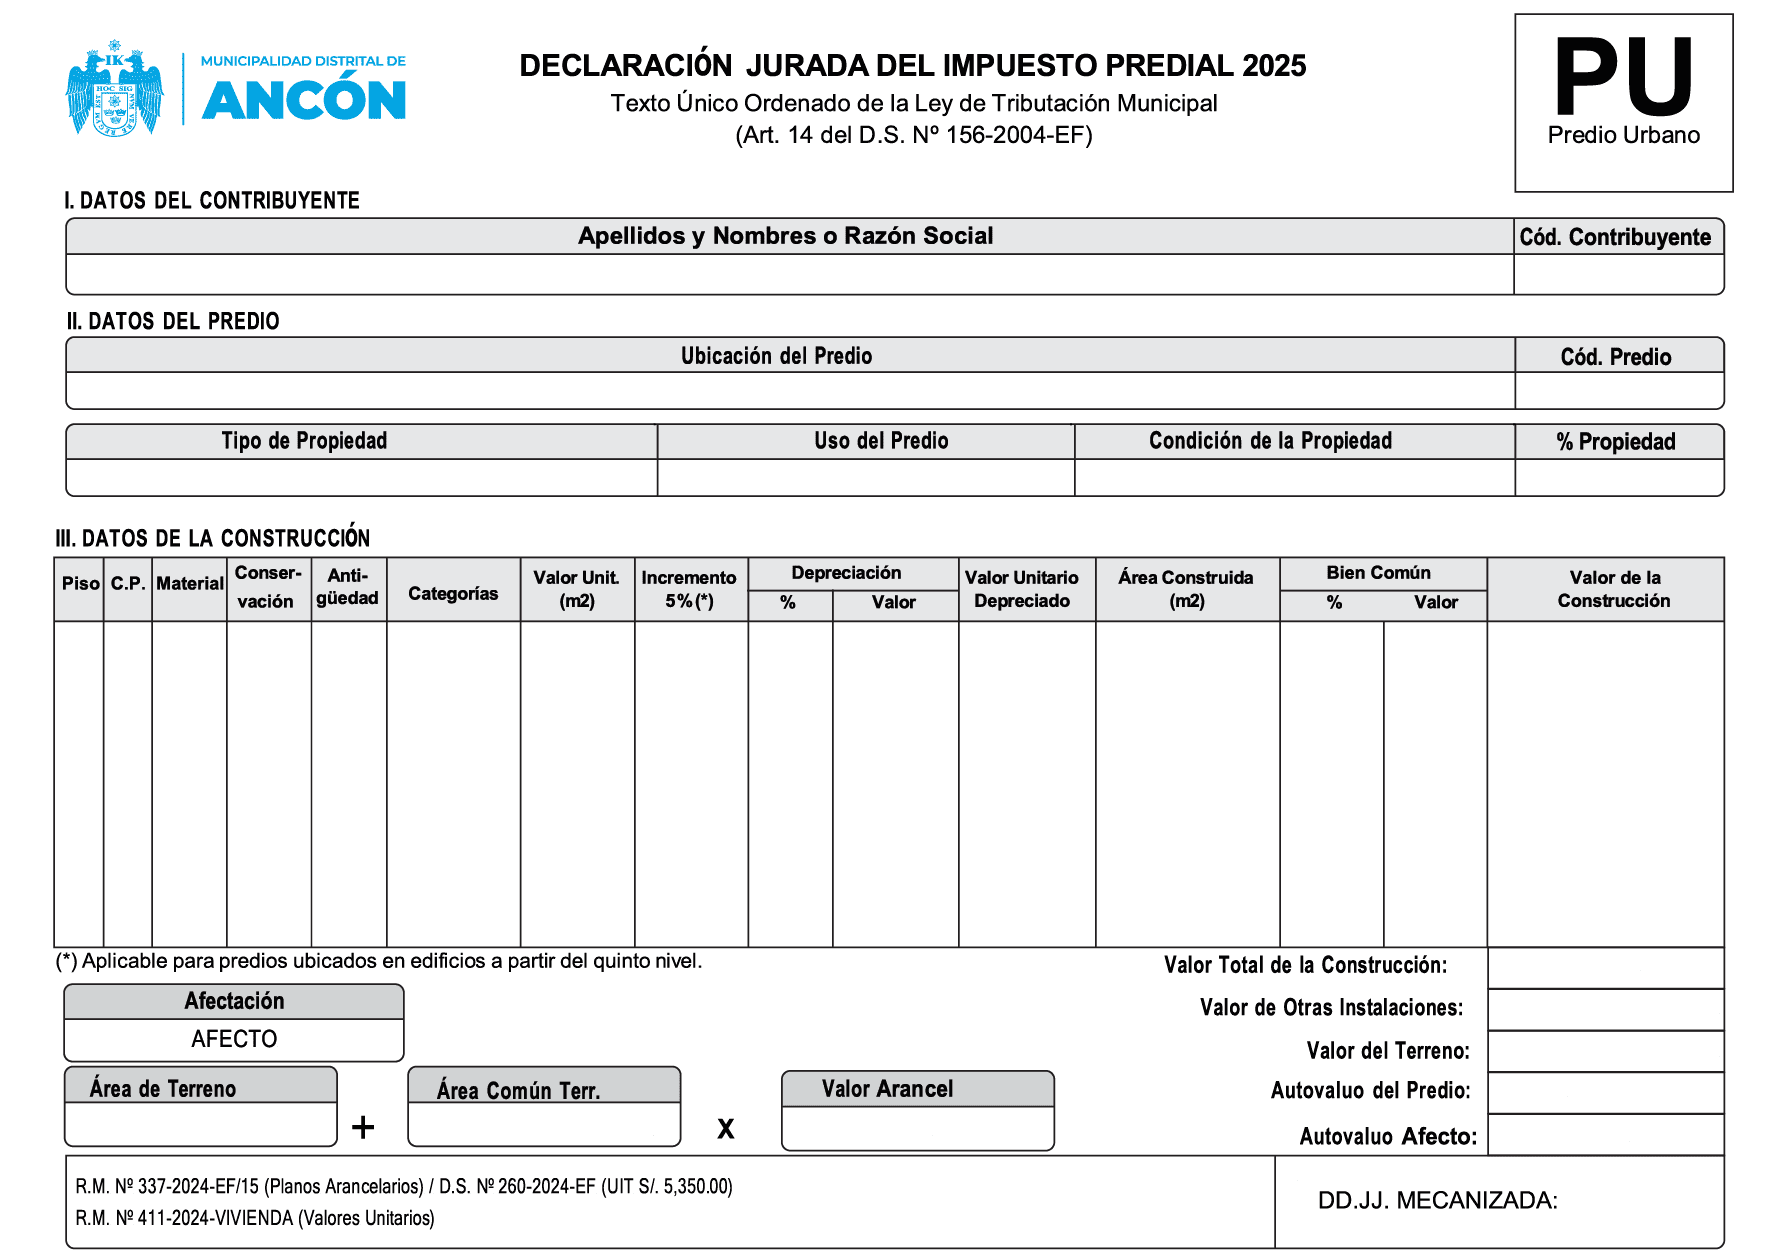 MUNICIPALIDAD DISTRITAL DE
ANCÓN
DECLARACIÓN JURADA DEL IMPUESTO PREDIAL 2025
Texto Único Ordenado de la Ley de Tributación Municipal
(Art. 14 del D.S. Nº 156-2004-EF)
PU
Predio Urbano
I. DATOS DEL CONTRIBUYENTE
Apellidos y Nombres o Razón Social
Cód. Contribuyente
II. DATOS DEL PREDIO
Ubicación del Predio
Cód. Predio
Tipo de Propiedad
Uso del Predio
Condición de la Propiedad
% Propiedad
III. DATOS DE LA CONSTRUCCIÓN
Piso
C.P.
Material
Conser-
vación
Anti-
güedad
Categorías
Valor Unit.
(m2)
Incremento
5%(*)
Depreciación
%
Valor
Valor Unitario
Depreciado
Área Construida
(m2)
Bien Común
%
Valor
Valor de la
Construcción
(*) Aplicable para predios ubicados en edificios a partir del quinto nivel.
Valor Total de la Construcción:
Valor de Otras Instalaciones:
Valor del Terreno:
Autovaluo del Predio:
Autovaluo Afecto:
Afectación
AFECTO
Área de Terreno
+
Área Común Terr.
x
Valor Arancel
R.M. Nº 337-2024-EF/15 (Planos Arancelarios) / D.S. Nº 260-2024-EF (UIT S/. 5,350.00)
R.M. Nº 411-2024-VIVIENDA (Valores Unitarios)
DD.JJ. MECANIZADA: